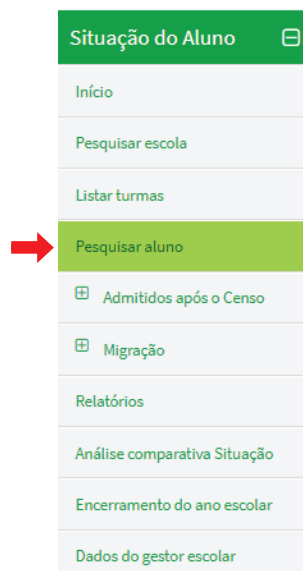 Situação do Aluno
Início
Pesquisar escola
Listar turmas
Pesquisar aluno
Admitidos após o Censo
Migração
Relatórios
Análise comparativa Situação
Encerramento do ano escolar
Dados do gestor escolar